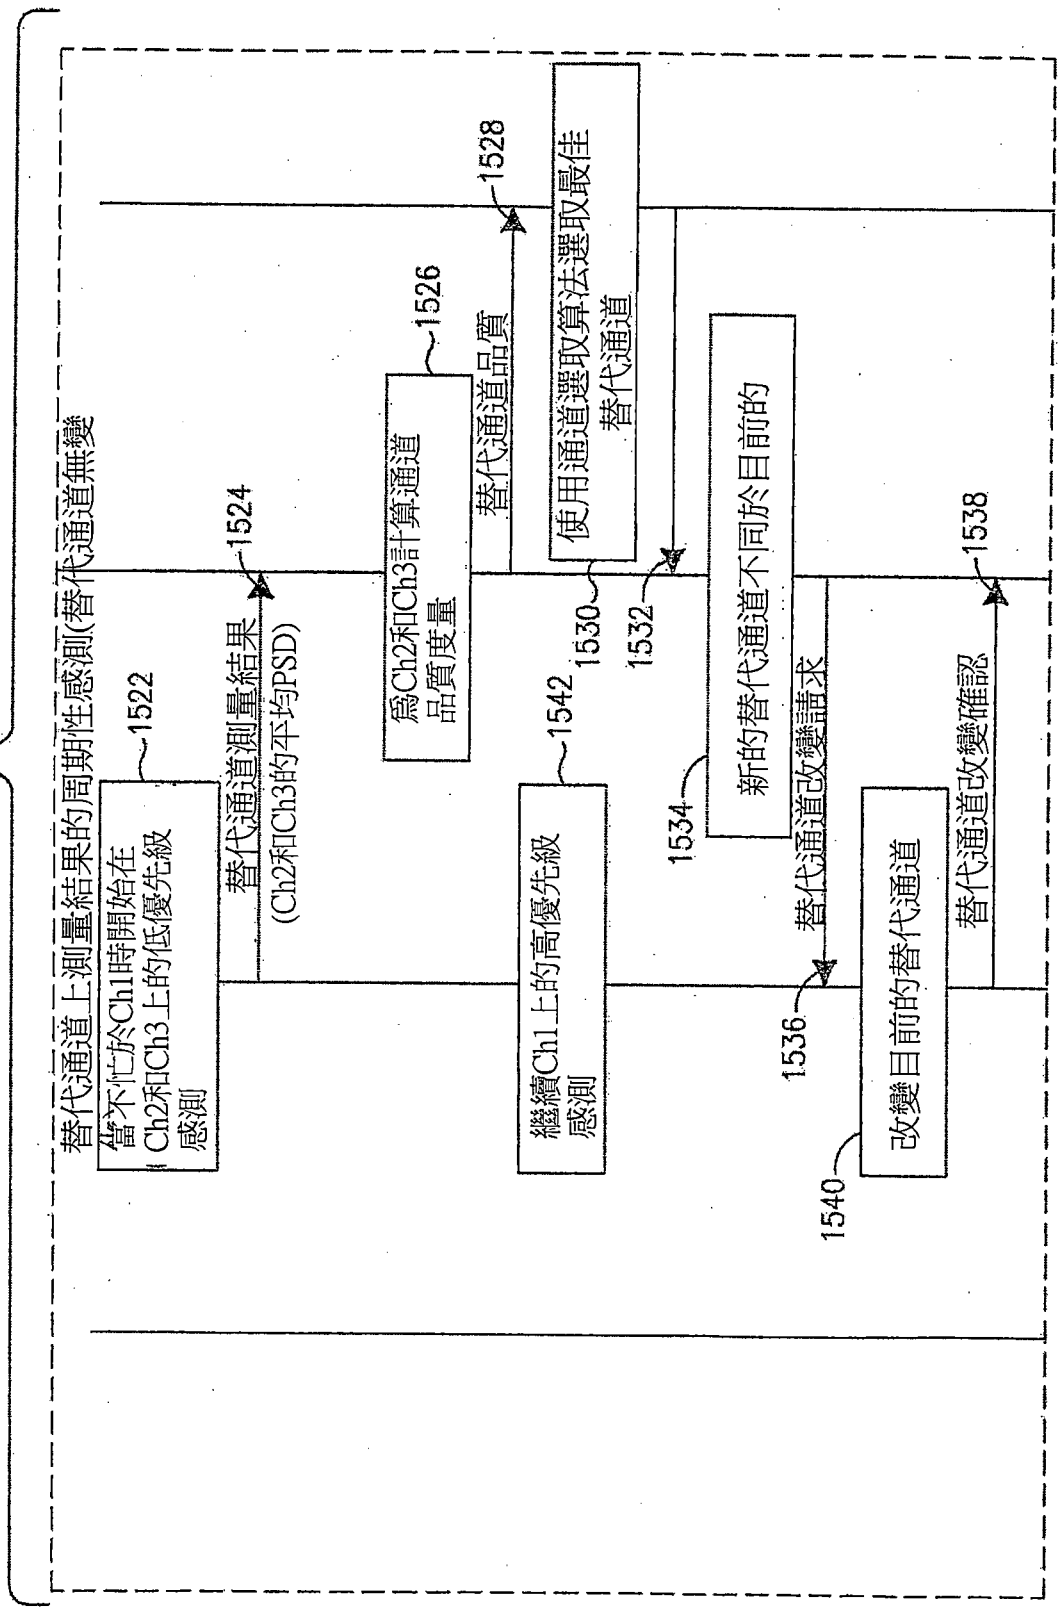 替代通道上測量結果的周期性感測(替代通道無變
當不忙於Ch1時開始在
Ch2和Ch3上的低優先級
感測
1522
替代通道測量結果
(Ch2和Ch3的平均PSD)
1524
為Ch2和Ch3計算通道
品質度量
1526
替代通道品質
1528
繼續Ch1上的高優先級
感測
1542
使用通道選取算法選取最佳
替代通道
1530
1532
新的替代通道不同於目前的
1534
替代通道改變請求
1536
改變目前的替代通道
1540
替代通道改變確認
1538